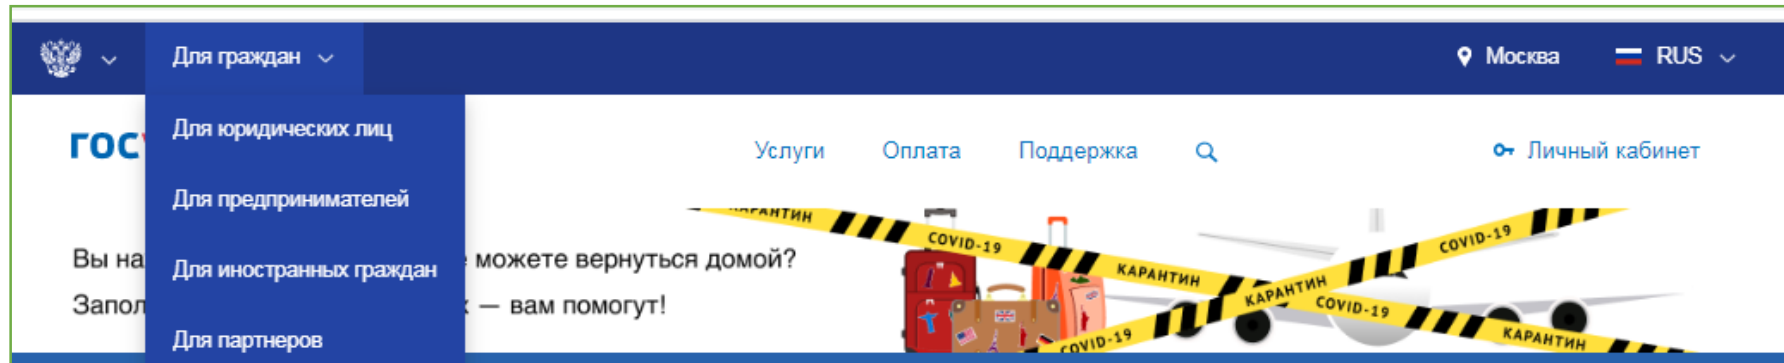 Для граждан
Москва
RUS
Для юридических лиц
Для предпринимателей
Для иностранных граждан
Для партнеров
гос
Услуги
Оплата
Поддержка
Личный кабинет
Вы на можете вернуться домой?
Запол — вам помогут!
КАРАНТИН
COVID-19
КАРАНТИН
КАРАНТИН
COVID-19
КАРАНТИН
COVID-19
COVID-19